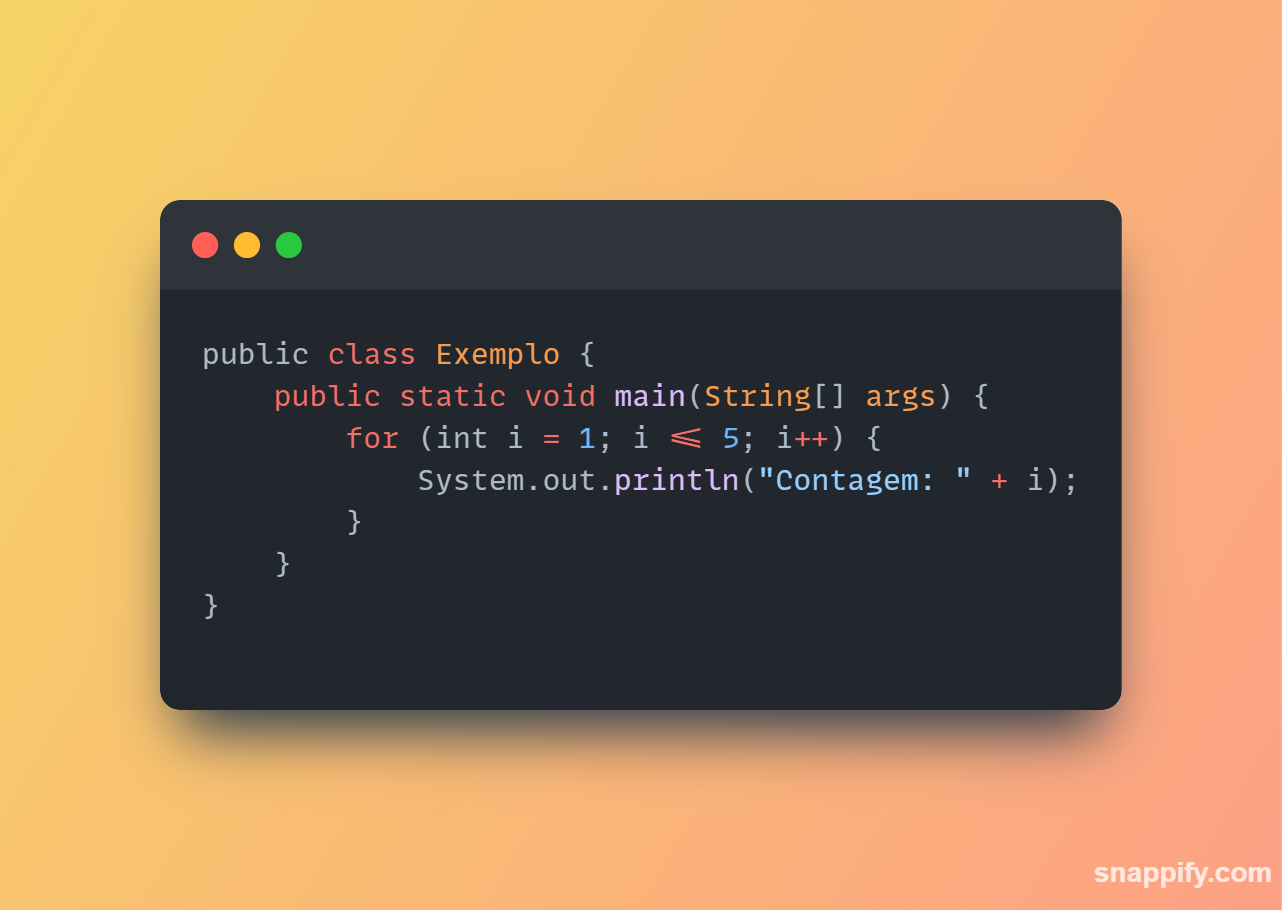 public class Exemplo {
    public static void main(String[] args) {
        for (int i = 1; i <= 5; i++) {
            System.out.println("Contagem: " + i);
        }
    }
}
snappify.com